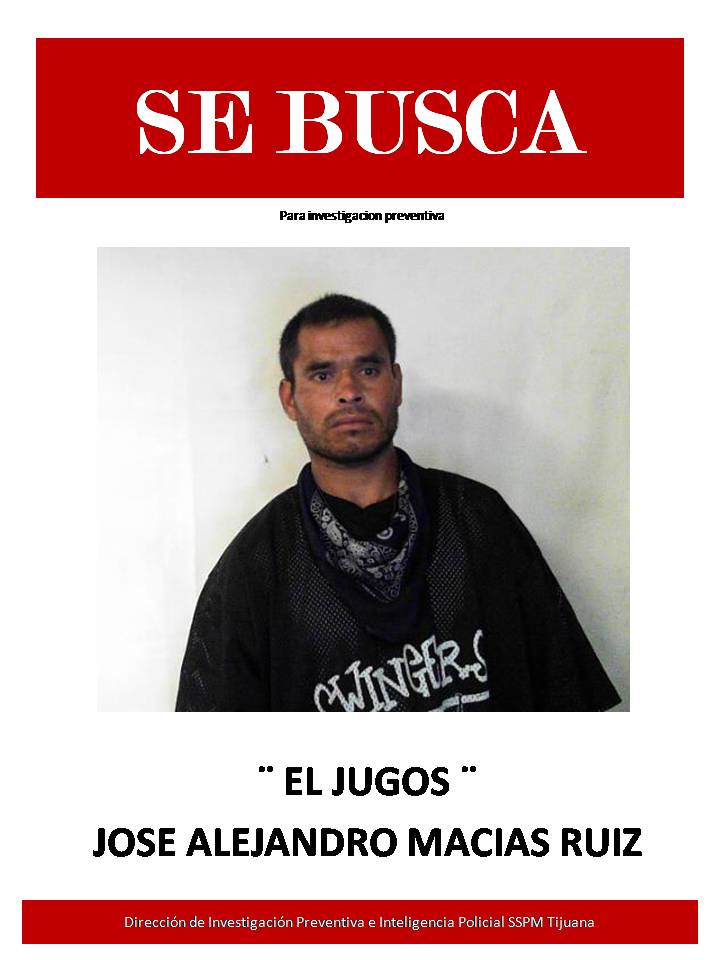 SE BUSCA
Para investigacion preventiva
SWINGERS
¨ EL JUGOS ¨
JOSE ALEJANDRO MACIAS RUIZ
Dirección de Investigación Preventiva e Inteligencia Policial SSPM Tijuana